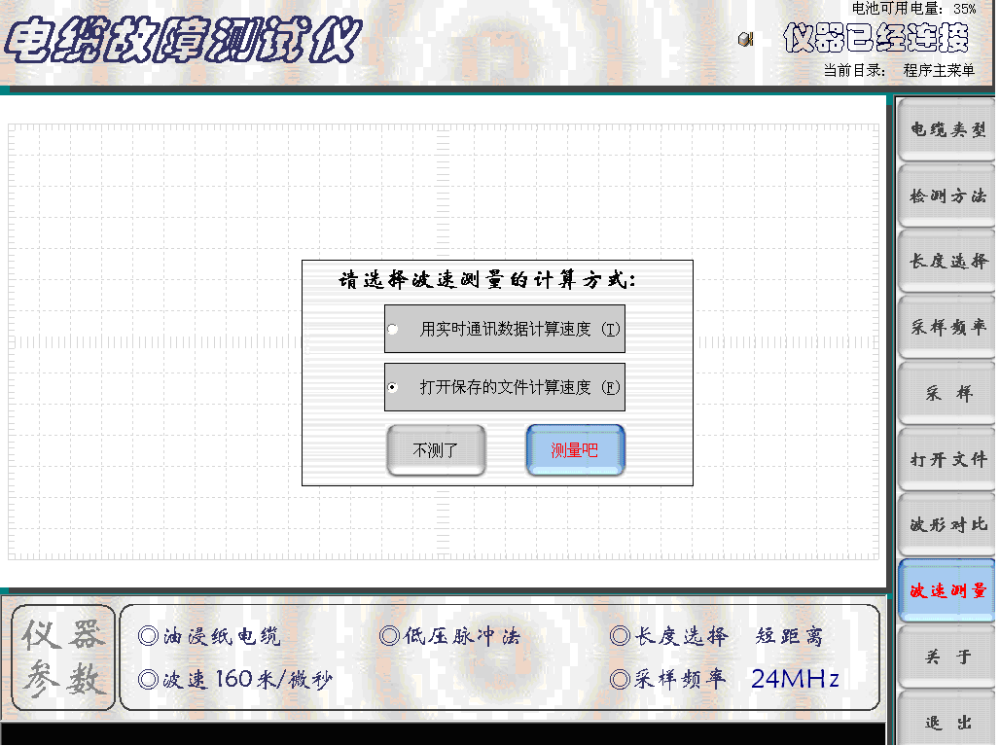 电缆故障测试仪
电池可用电量：35%
仪器已经连接
当前目录： 程序主菜单
电缆类型
检测方法
长度选择
采样频率
采 样
打开文件
波形对比
波速测量
关 于
退 出
请选择波速测量的计算方式：
用实时通讯数据计算速度（T）
打开保存的文件计算速度（F）
不测了
测量吧
仪器
参数
◎油浸纸电缆 ◎低压脉冲法 ◎长度选择 短距离
◎波速160米/微秒 ◎采样频率 24MHz